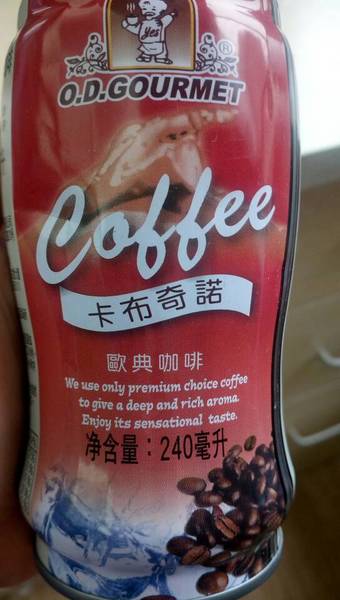 Yes
O.D.GOURMET
®
Coffee
卡布奇諾
歐典咖啡
We use only premium choice coffee
to give a deep and rich aroma
Enjoy its sensational taste.
净含量：240毫升